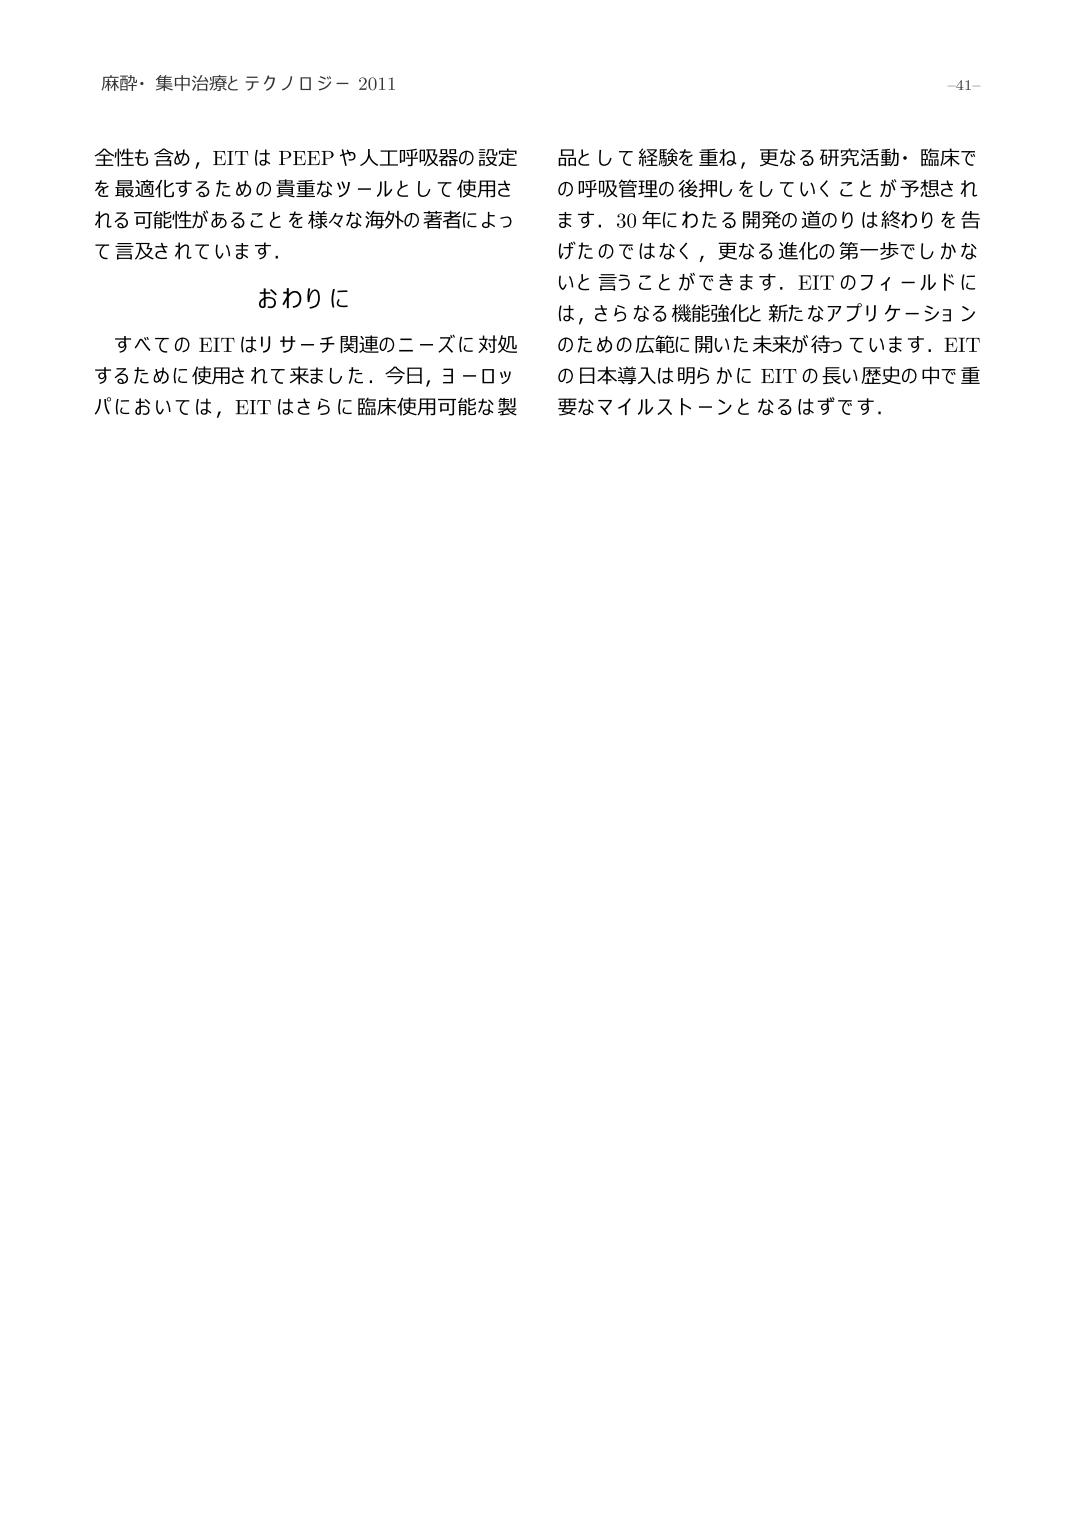 麻酔・集中治療とテクノロジー 2011
–41–
全性も含め，EIT は PEEP や人工呼吸器の設定
を最適化するための貴重なツールとして使用さ
れる可能性があることを様々な海外の著者によっ
て言及されています．
おわりに
すべての EIT はリサーチ関連のニーズに対処
するために使用されて来ました．今日，ヨーロッ
パにおいては，EIT はさらに臨床使用可能な製
品として経験を重ね，更なる研究活動・臨床で
の呼吸管理の後押しをしていくことが予想され
ます．30 年にわたる開発の道のりは終わりを告
げたのではなく，更なる進化の第一歩でしかな
いと言うことができます．EIT のフィールドに
は，さらなる機能強化と新たなアプリケーション
のための広範に開いた未来が待っています．EIT
の日本導入は明らかに EIT の長い歴史の中で重
要なマイルストーンとなるはずです．